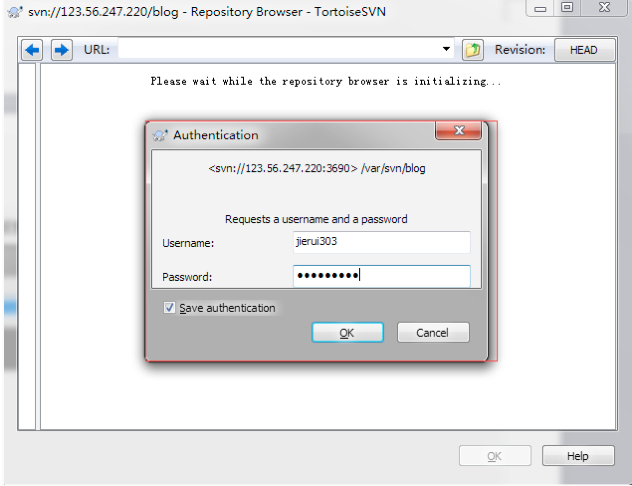 svn://123.56.247.220/blog - Repository Browser - TortoiseSVN
URL:
Revision:
HEAD
Please wait while the repository browser is initializing...
Authentication
<svn://123.56.247.220:3690> /var/svn/blog
Requests a username and a password
Username:
jierui303
Password:
●●●●●●●●●
Save authentication
OK
Cancel
OK
Help